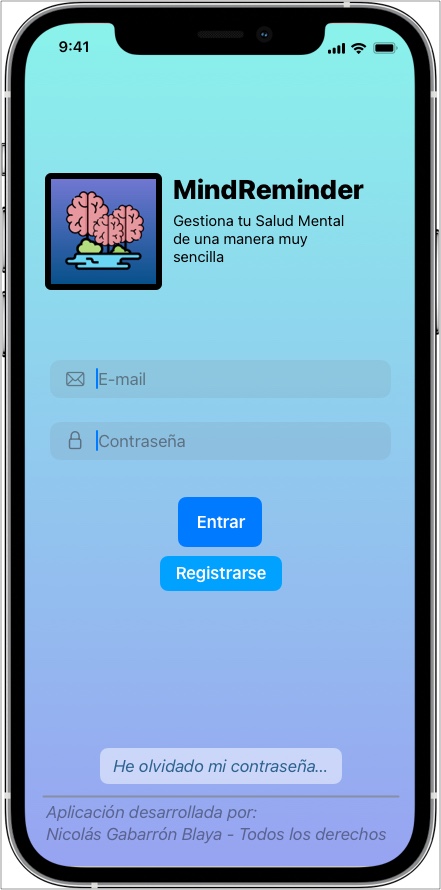 9:41
MindReminder
Gestiona tu Salud Mental
de una manera muy
sencilla
E-mail
Contraseña
Entrar
Registrarse
He olvidado mi contraseña...
Aplicación desarrollada por:
Nicolás Gabarrón Blaya - Todos los derechos